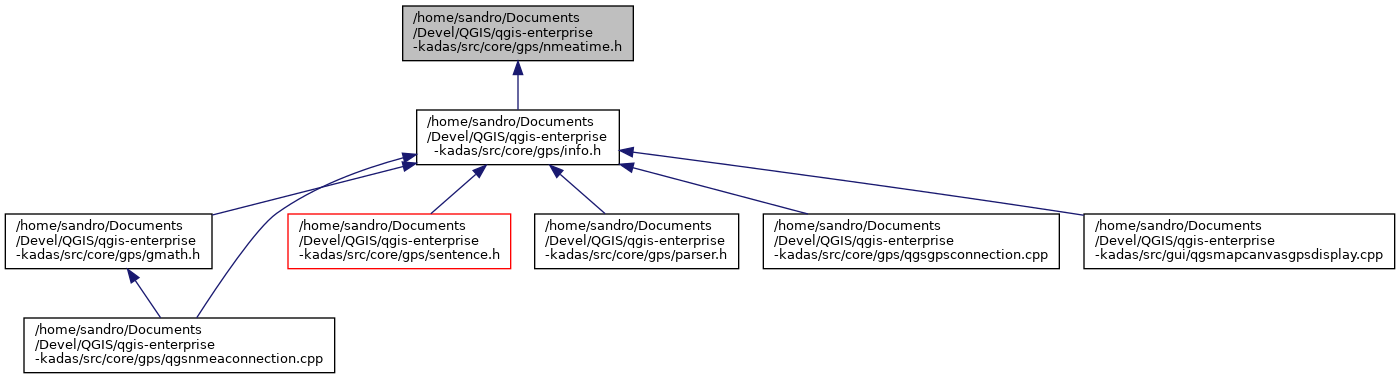 /home/sandro/Documents
/Devel/QGIS/qgis-enterprise
-kadas/src/core/gps/nmeatime.h
/home/sandro/Documents
/Devel/QGIS/qgis-enterprise
-kadas/src/core/gps/info.h
/home/sandro/Documents
/Devel/QGIS/qgis-enterprise
-kadas/src/core/gps/gmath.h
/home/sandro/Documents
/Devel/QGIS/qgis-enterprise
-kadas/src/core/gps/sentence.h
/home/sandro/Documents
/Devel/QGIS/qgis-enterprise
-kadas/src/core/gps/parser.h
/home/sandro/Documents
/Devel/QGIS/qgis-enterprise
-kadas/src/core/gps/qgsgpsconnection.cpp
/home/sandro/Documents
/Devel/QGIS/qgis-enterprise
-kadas/src/gui/qgsmapcanvasgpsdisplay.cpp
/home/sandro/Documents
/Devel/QGIS/qgis-enterprise
-kadas/src/core/gps/qgsnmeaconnection.cpp